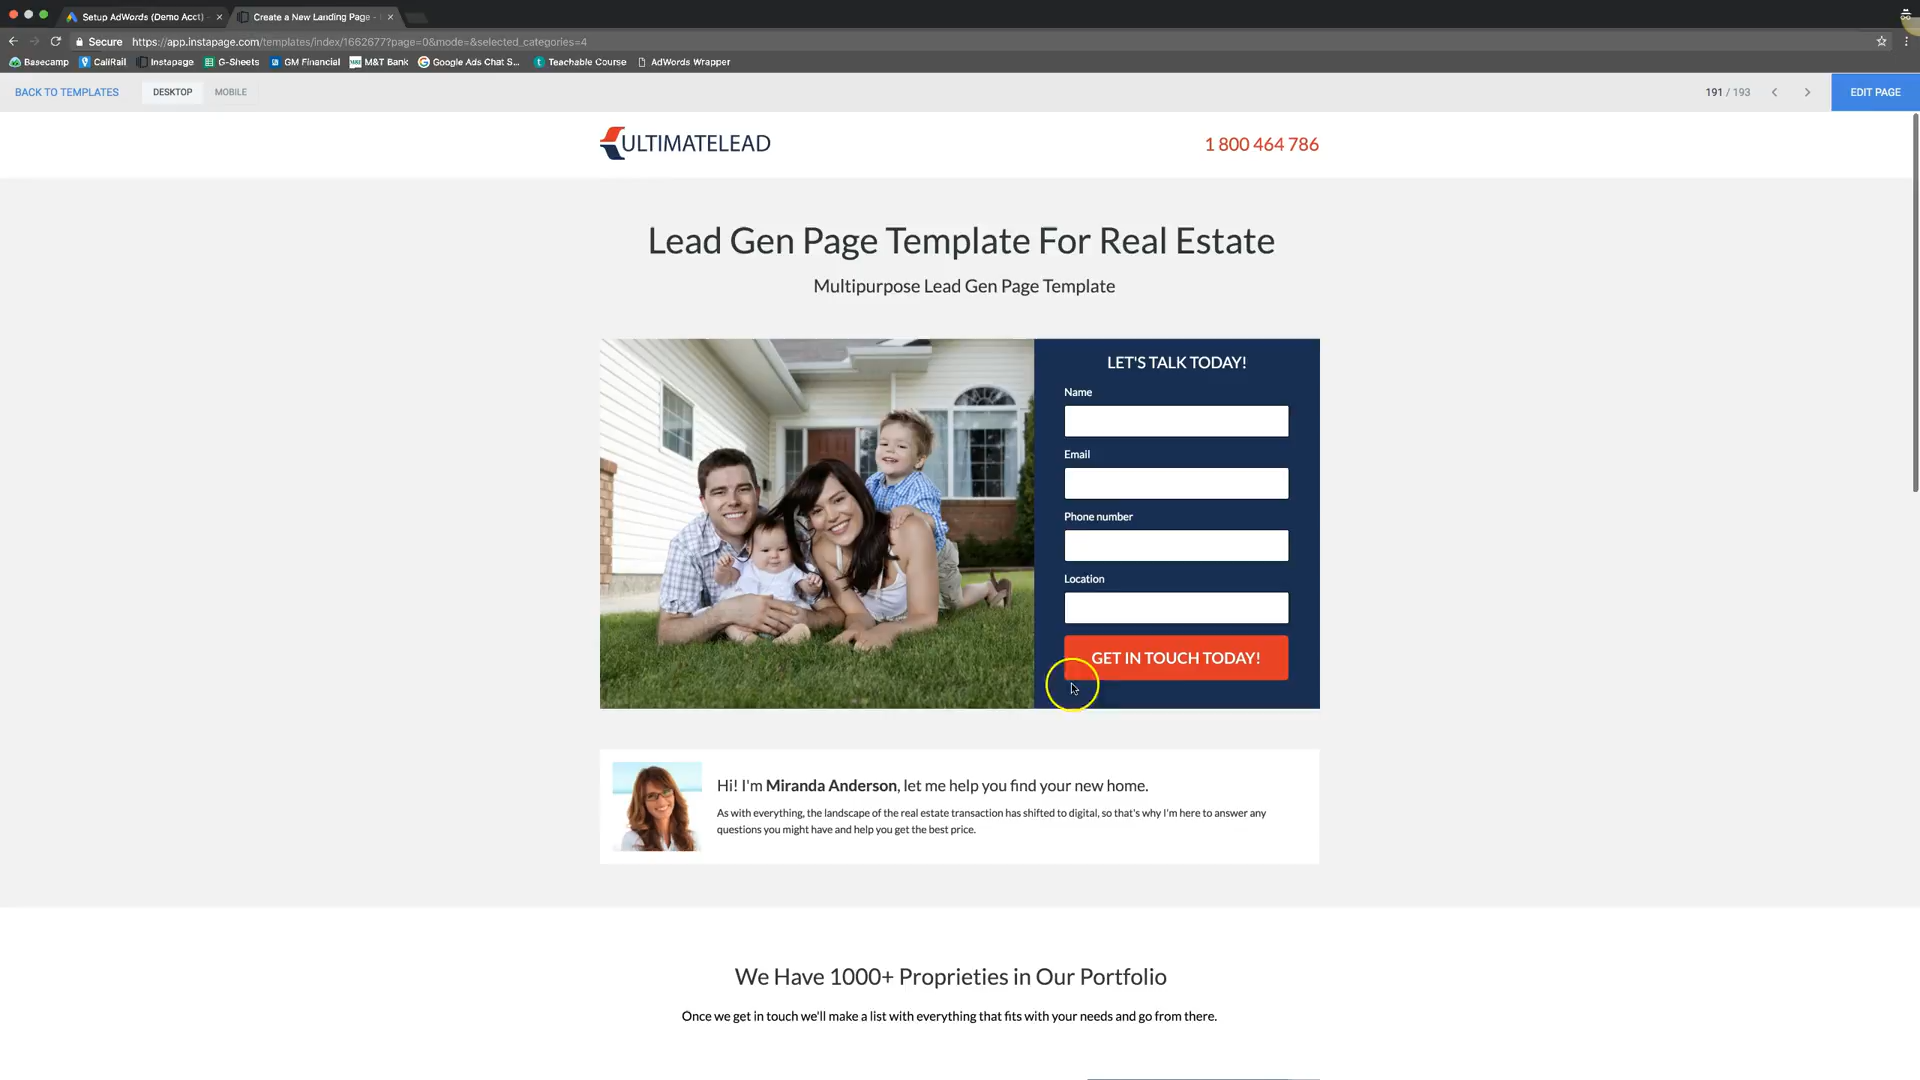 Setup AdWords (Demo Acct)
Create a New Landing Page -
Secure https://app.instapage.com/templates/index/1662677?page=0&mode=&selected_categories=4
Basecamp CallRail Instapage G-Sheets GM Financial M&T Bank Google Ads Chat S... Teachable Course AdWords Wrapper
BACK TO TEMPLATES DESKTOP MOBILE 191 / 193 EDIT PAGE
ULTIMATELEAD 1 800 464 786
Lead Gen Page Template For Real Estate
Multipurpose Lead Gen Page Template
LET'S TALK TODAY!
Name
Email
Phone number
Location
GET IN TOUCH TODAY!
Hi! I'm Miranda Anderson, let me help you find your new home.
As with everything, the landscape of the real estate transaction has shifted to digital, so that's why I'm here to answer any
questions you might have and help you get the best price.
We Have 1000+ Proprieties in Our Portfolio
Once we get in touch we'll make a list with everything that fits with your needs and go from there.